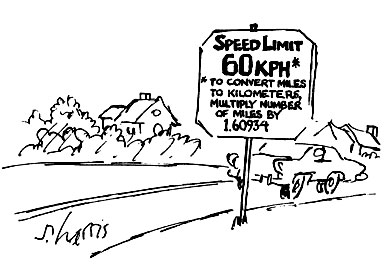 SPEED LIMIT
60 KPH*
* TO CONVERT MILES
TO KILOMETERS,
MULTIPLY NUMBER
OF MILES BY
1.60934
S. Harris